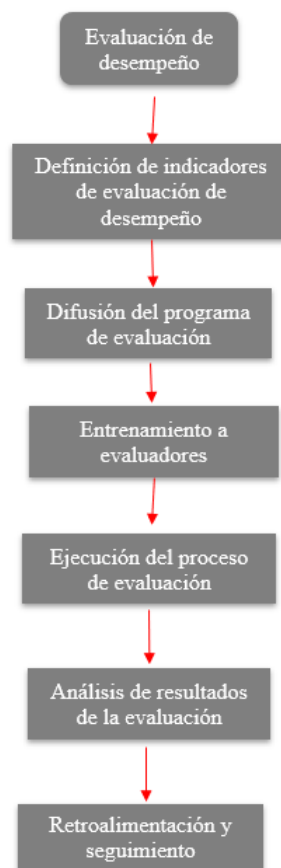 Evaluación de
desempeño
Definición de indicadores
de evaluación de
desempeño
Difusión del programa
de evaluación
Entrenamiento a
evaluadores
Ejecución del proceso
de evaluación
Análisis de resultados
de la evaluación
Retroalimentación y
seguimiento